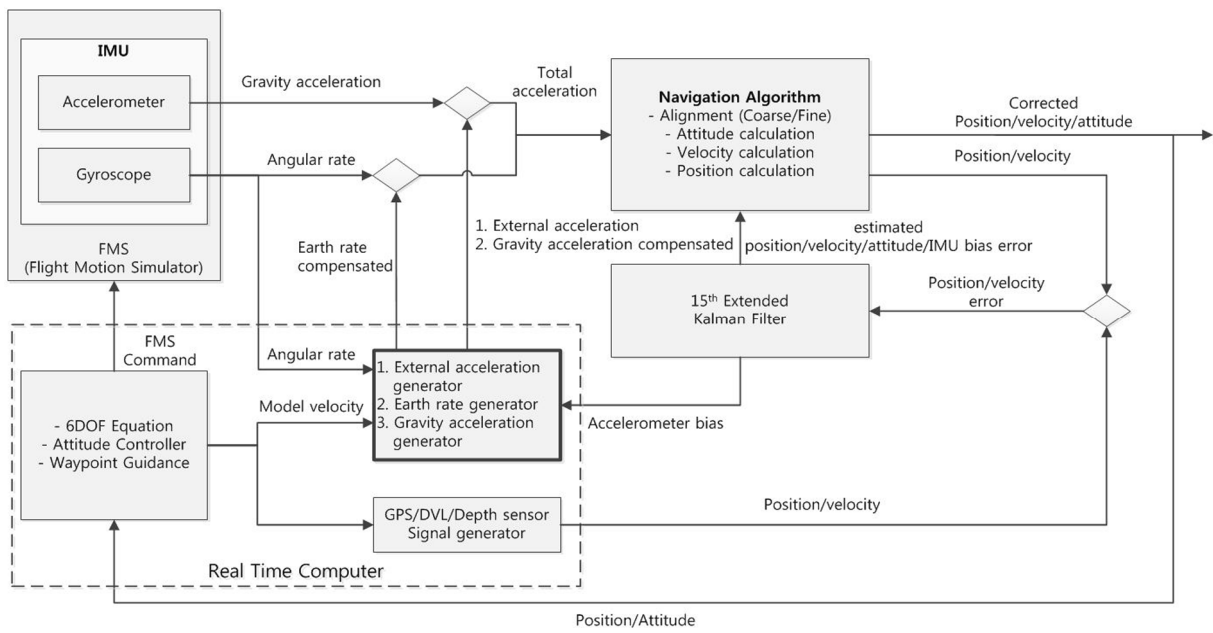 IMU
Accelerometer
Gyroscope
FMS
(Flight Motion Simulator)
Gravity acceleration
Angular rate
Total
acceleration
Navigation Algorithm
- Alignment (Coarse/Fine)
- Attitude calculation
- Velocity calculation
- Position calculation
Corrected
Position/velocity/attitude
Position/velocity
Earth rate
compensated
1. External acceleration
2. Gravity acceleration compensated
estimated
position/velocity/attitude/IMU bias error
15th Extended
Kalman Filter
Position/velocity
error
FMS
Command
Angular rate
Model velocity
1. External acceleration
generator
2. Earth rate generator
3. Gravity acceleration
generator
Accelerometer bias
- 6DOF Equation
- Attitude Controller
- Waypoint Guidance
GPS/DVL/Depth sensor
Signal generator
Position/velocity
Real Time Computer
Position/Attitude